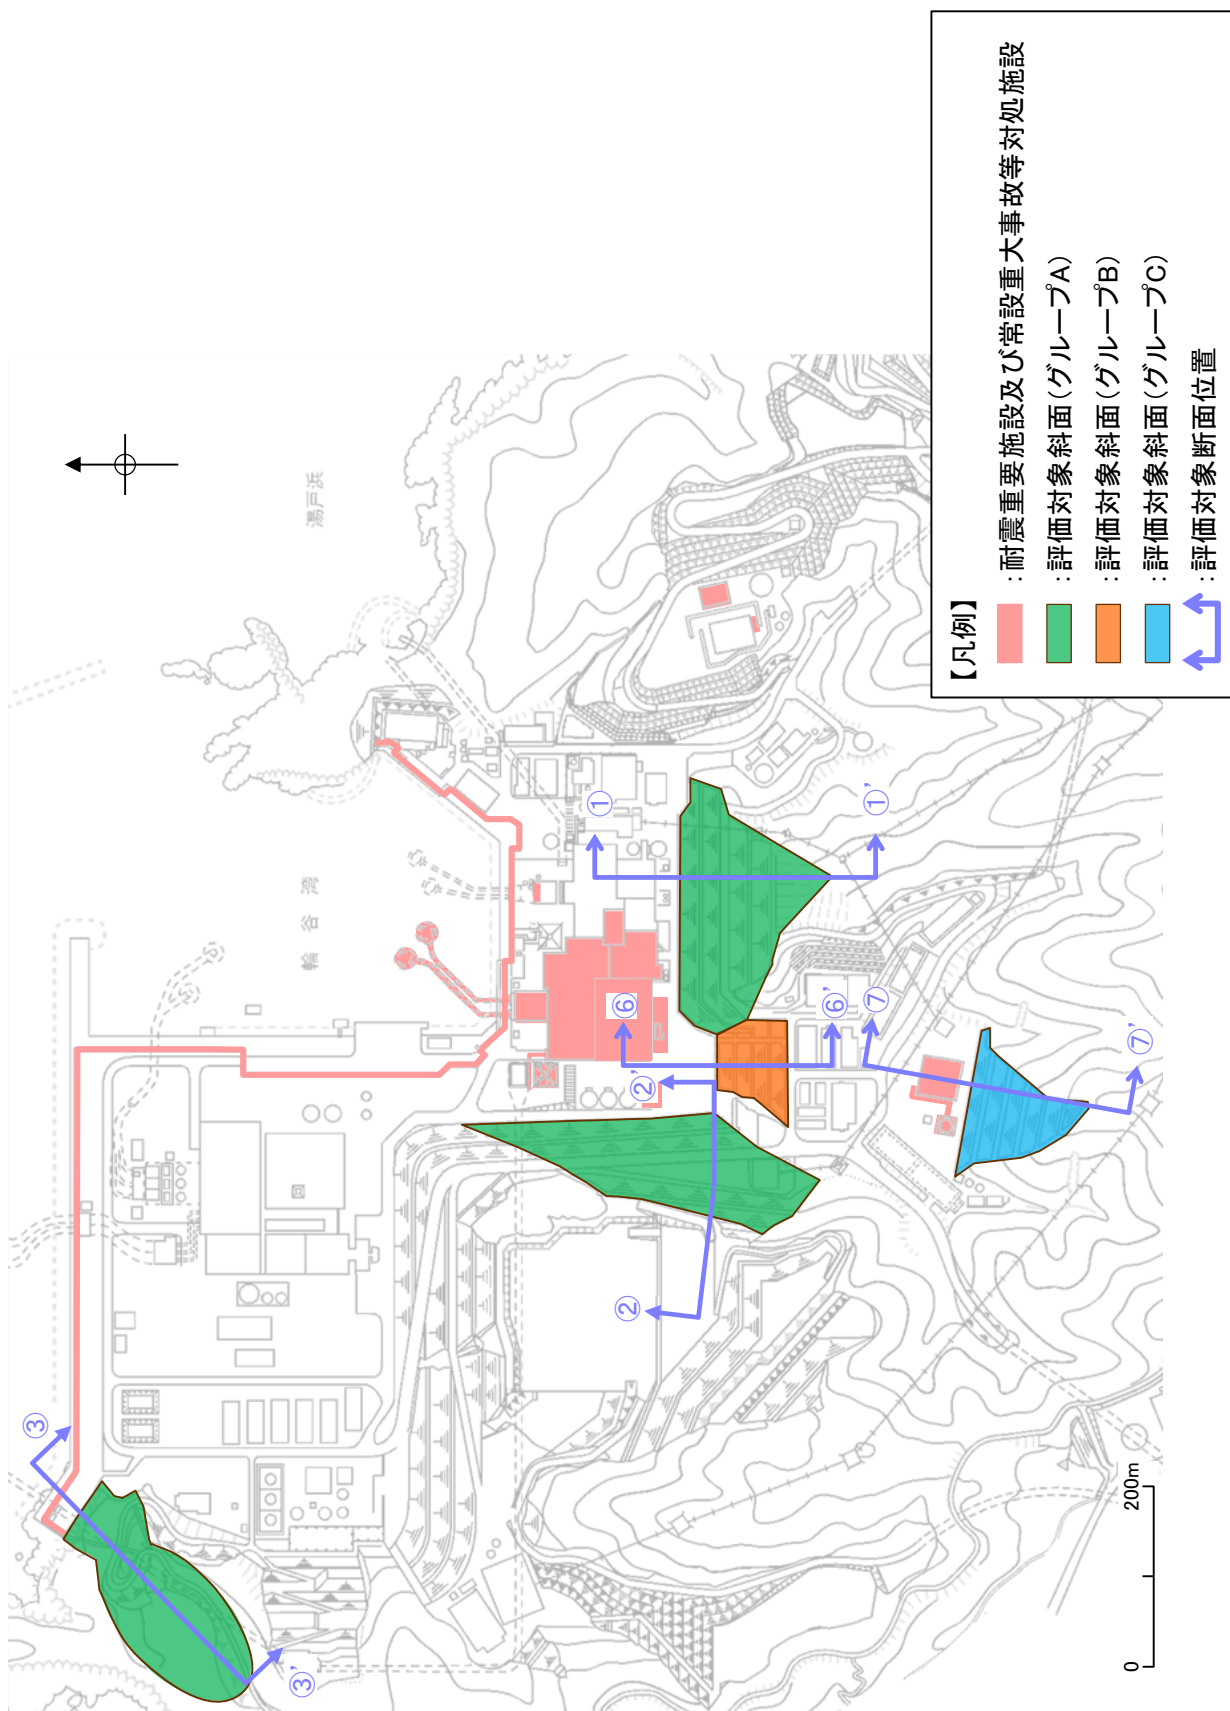 ③
③'
②
②'
①
①'
⑥
⑥'
⑦
⑦'
輪谷湾
湯戸浜
0
200m
【凡例】
：耐震重要施設及び常設重大事故等対処施設
：評価対象斜面（グループA）
：評価対象斜面（グループB）
：評価対象斜面（グループC）
：評価対象断面位置